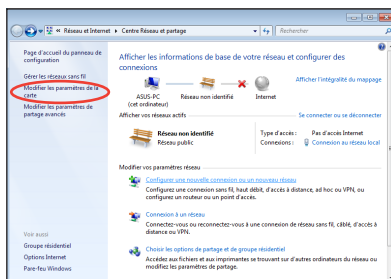 « Réseau et Internet ▸ Centre Réseau et partage
Rechercher
Page d'accueil du panneau de
configuration
Gérer les réseaux sans fil
Modifier les paramètres de la
carte
Modifier les paramètres de
partage avancés
Voir aussi
Groupe résidentiel
Options Internet
Pare-feu Windows
Afficher les informations de base de votre réseau et configurer des
connexions
Afficher l'intégralité du mappage
ASUS-PC
(cet ordinateur)
Réseau non identifié
Internet
Afficher vos réseaux actifs
Se connecter ou se déconnecter
Réseau non identifié
Réseau public
Type d'accès : Pas d'accès Internet
Connexions : Connexion au réseau local
Modifier vos paramètres réseau
Configurer une nouvelle connexion ou un nouveau réseau
Configurer une connexion sans fil, haut débit, d'accès à distance, ad hoc ou VPN, ou
configurer un routeur ou un point d'accès.
Connexion à un réseau
Connectez-vous ou reconnectez-vous à une connexion de réseau sans fil, câblé, d'accès à
distance ou VPN.
Choisir les options de partage et de groupe résidentiel
Accédez aux fichiers et aux imprimantes se trouvant sur d'autres ordinateurs du réseau ou
modifiez les paramètres de partage.